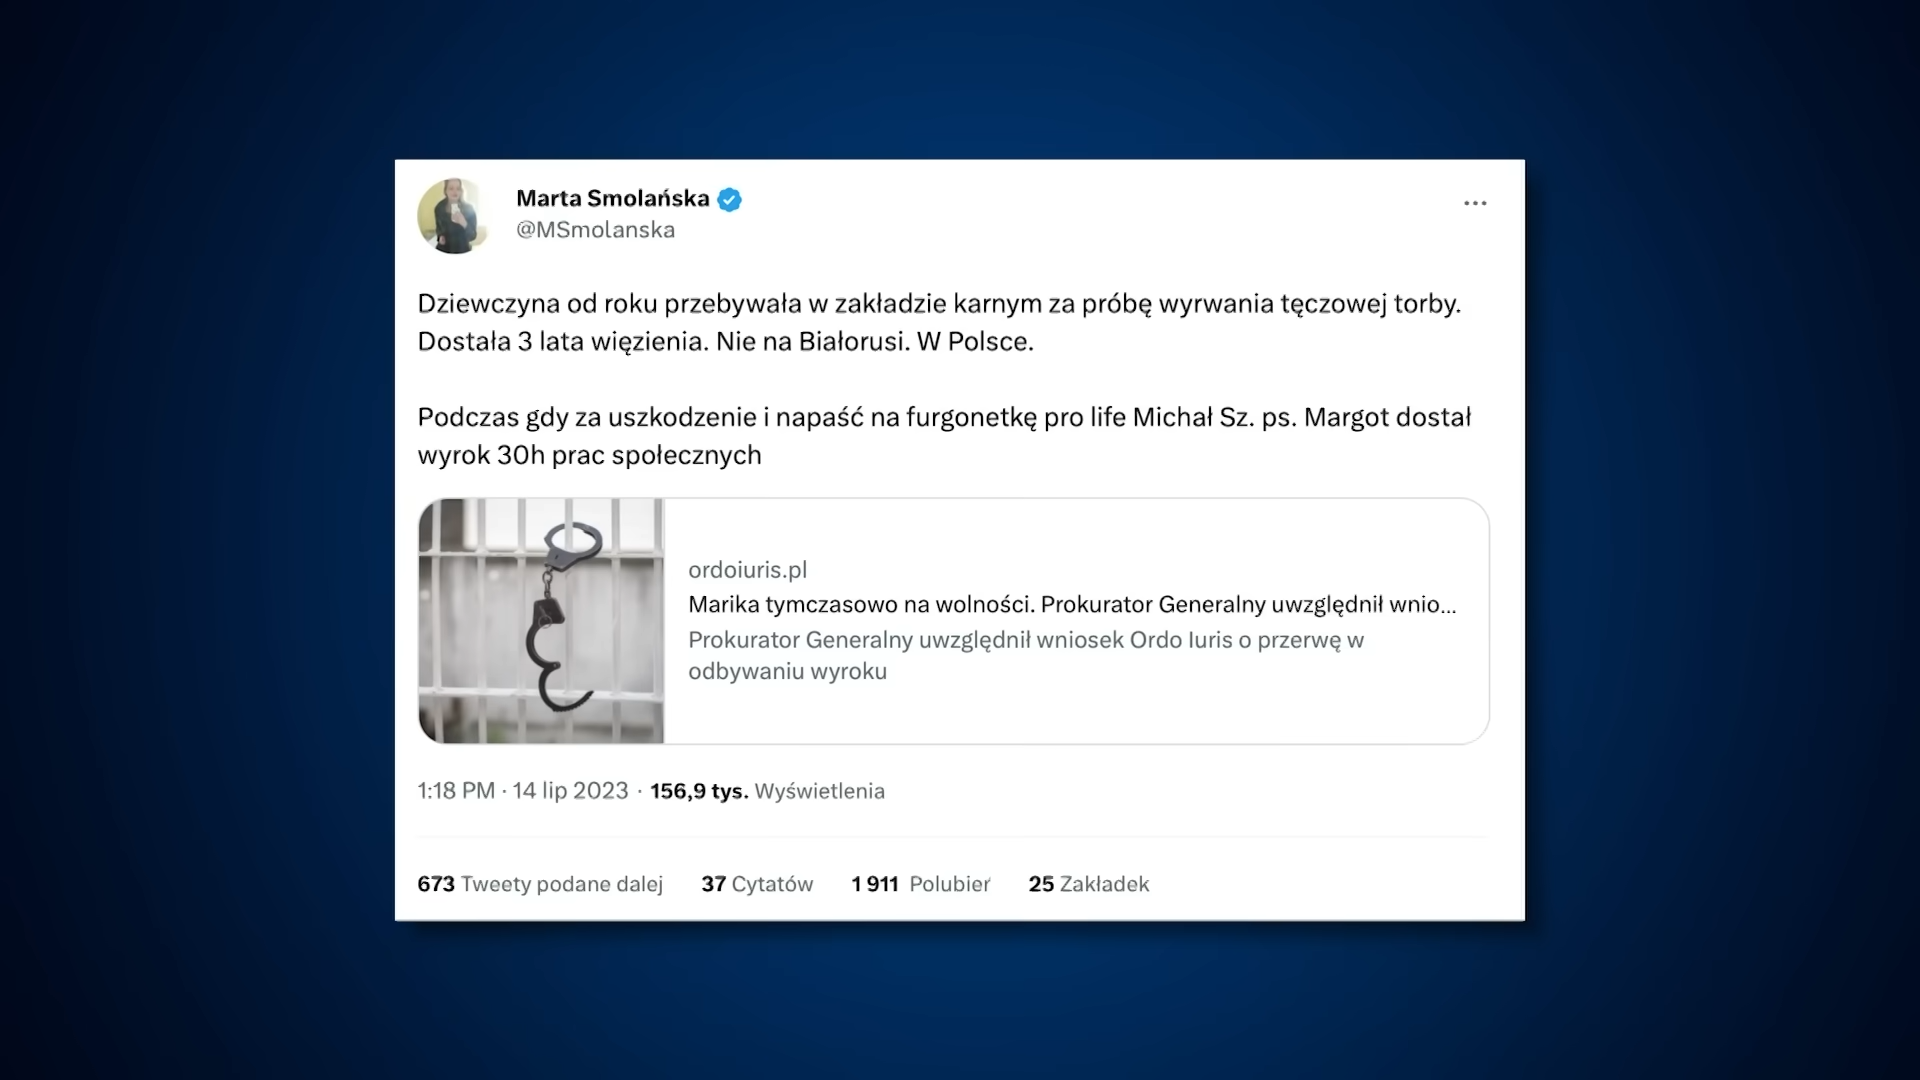 Marta Smolańska
@MSmolanska
Dziewczyna od roku przebywała w zakładzie karnym za próbę wyrwania tęczowej torby.
Dostała 3 lata więzienia. Nie na Białorusi. W Polsce.
Podczas gdy za uszkodzenie i napaść na furgonetkę pro life Michał Sz. ps. Margot dostał
wyrok 30h prac społecznych
ordoiuris.pl
Marika tymczasowo na wolności. Prokurator Generalny uwzględnił wnio...
Prokurator Generalny uwzględnił wniosek Ordo Iuris o przerwę w
odbywaniu wyroku
1:18 PM · 14 lip 2023 · 156,9 tys. Wyświetlenia
673 Tweety podane dalej 37 Cytatów 1 911 Polubień 25 Zakładek